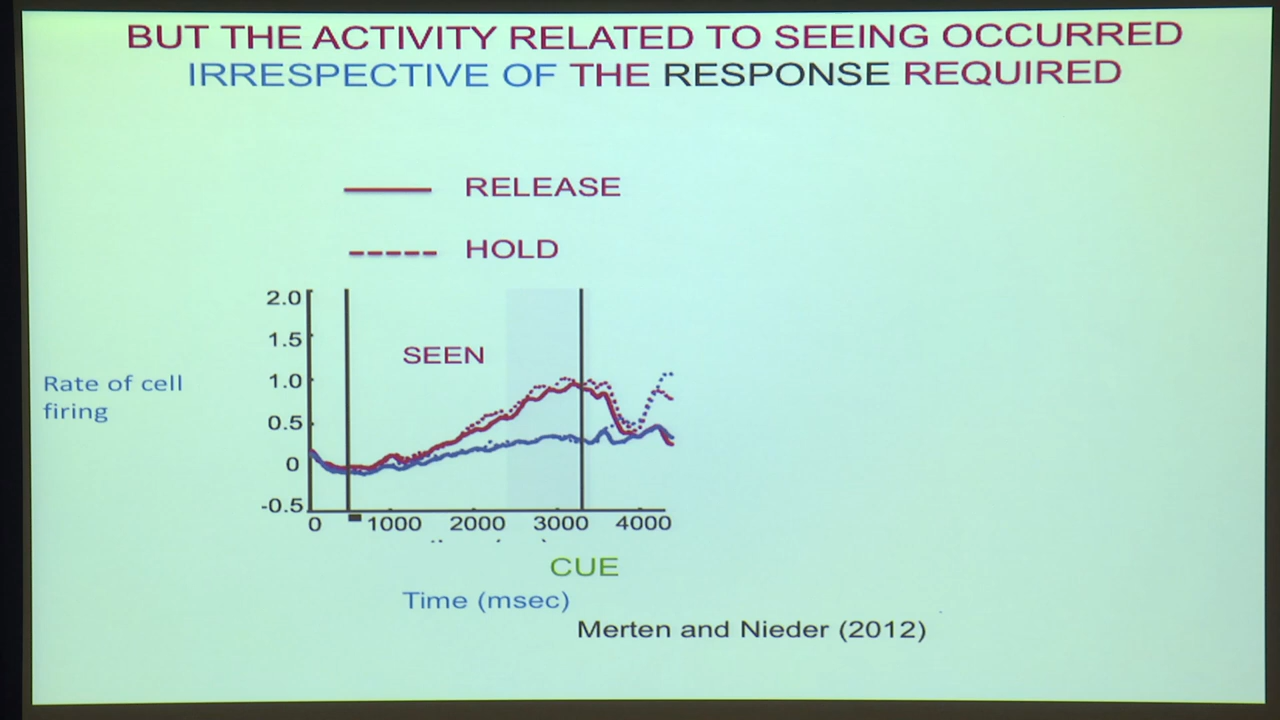 BUT THE ACTIVITY RELATED TO SEEING OCCURRED
IRRESPECTIVE OF THE RESPONSE REQUIRED
RELEASE
HOLD
2.0
1.5
1.0
0.5
0
-0.5
SEEN
Rate of cell
firing
0 1000 2000 3000 4000
CUE
Time (msec)
Merten and Nieder (2012)